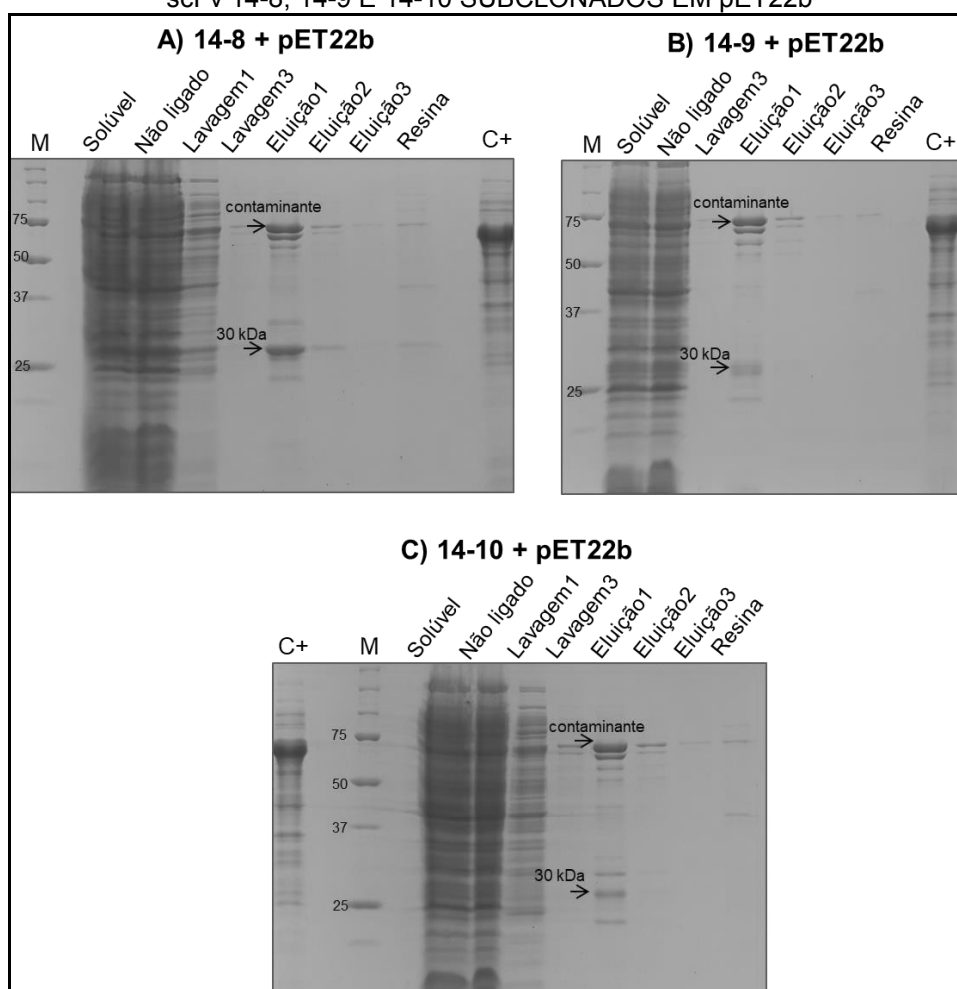 scFv 14-8, 14-9 E 14-10 SUBCLONADOS EM pET22b
A) 14-8 + pET22b
M Solúvel Não ligado Lavagem1 Lavagem3 Eluição1 Eluição2 Eluição3 Resina C+
75
50
37
25
contaminante
30 kDa
B) 14-9 + pET22b
M Solúvel Não ligado Lavagem3 Eluição1 Eluição2 Eluição3 Resina C+
75
50
37
25
contaminante
30 kDa
C) 14-10 + pET22b
C+ M Solúvel Não ligado Lavagem1 Lavagem3 Eluição1 Eluição2 Eluição3 Resina
75
50
37
25
contaminante
30 kDa